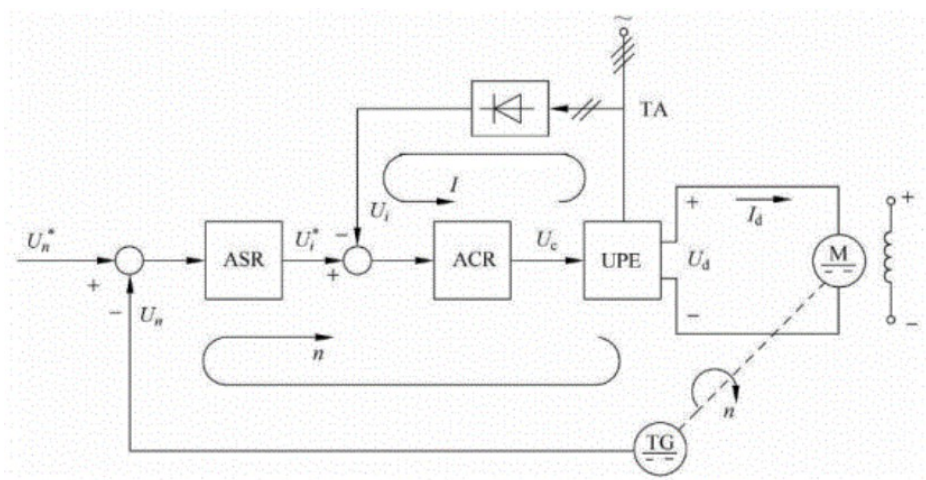 ~
TA
I
U_i
U_n^*
+
−
U_n
ASR
U_i^*
−
+
ACR
U_c
UPE
+
U_d
−
I_d
M
+
−
n
n
TG